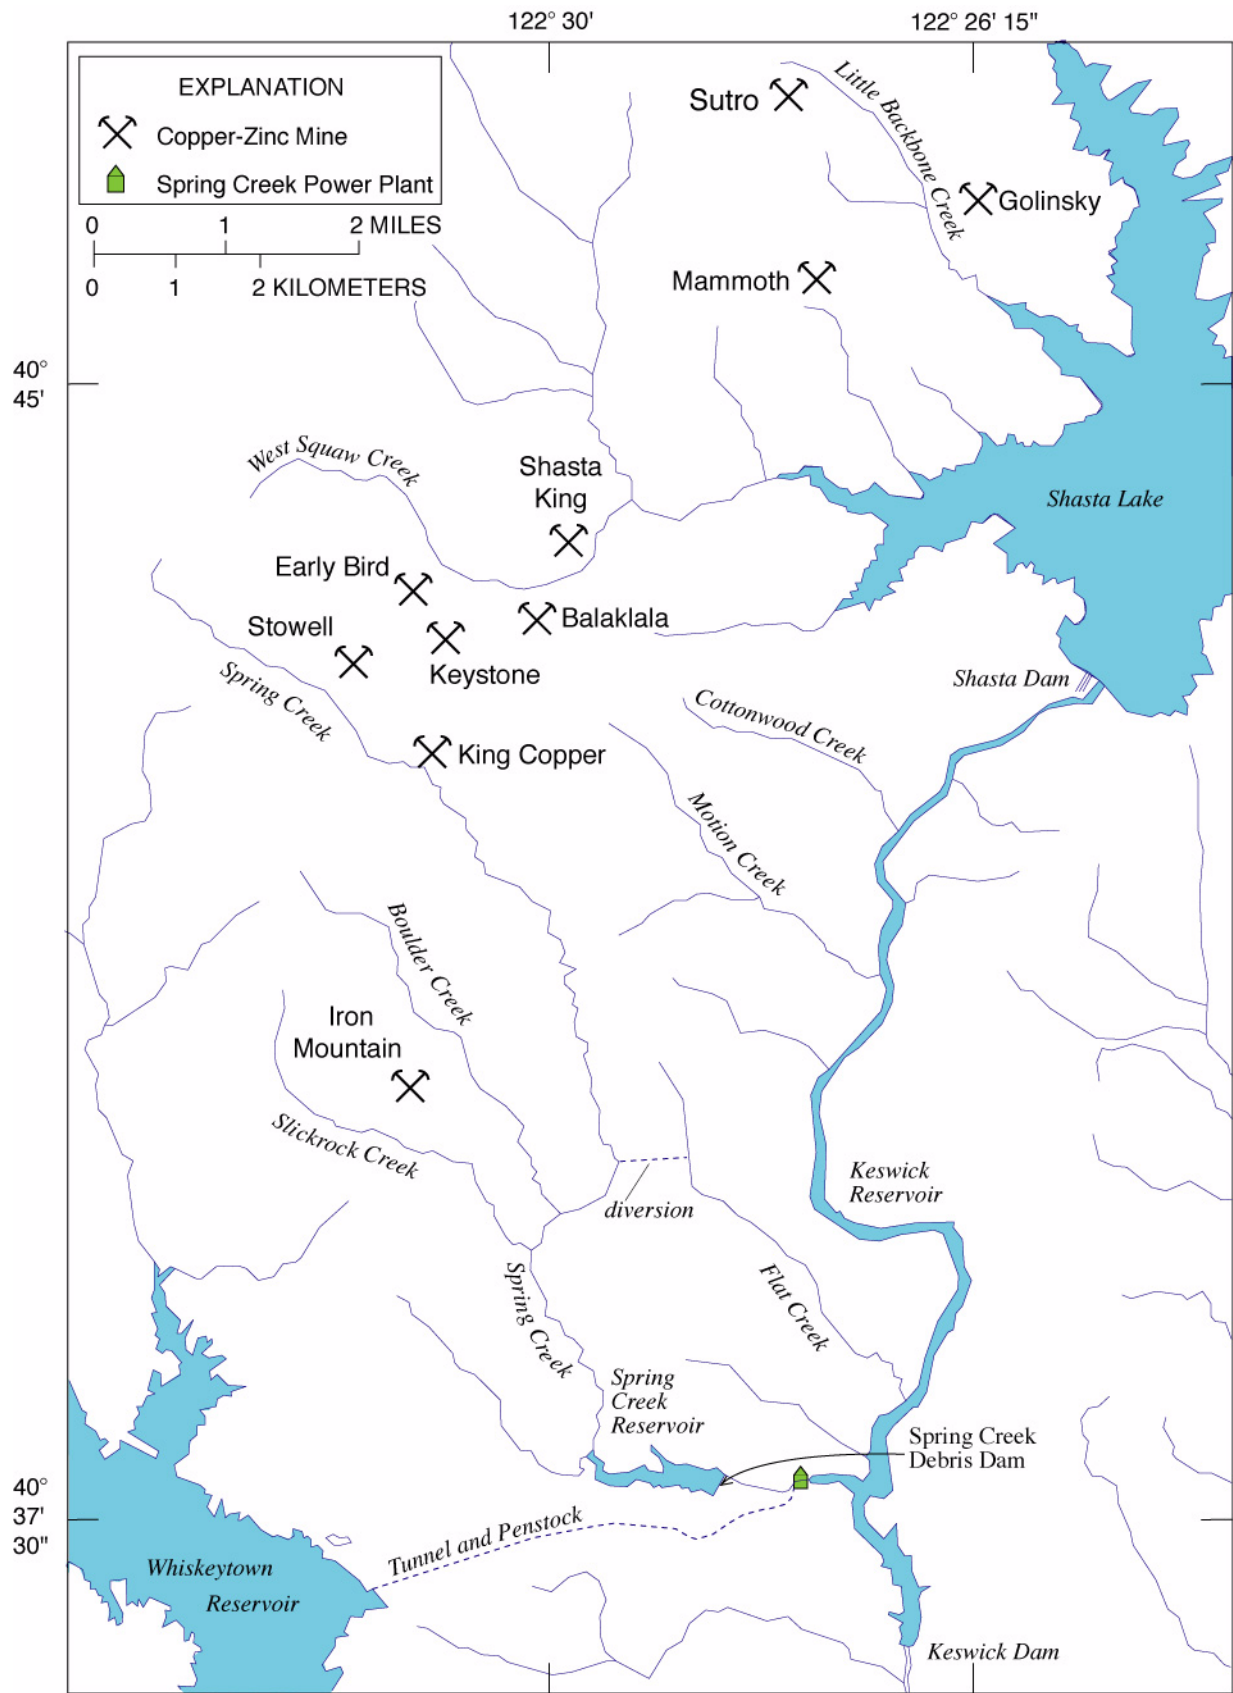 122° 30'
122° 26' 15"
EXPLANATION
Copper-Zinc Mine
Spring Creek Power Plant
0 1 2 MILES
0 1 2 KILOMETERS
Sutro
Little Backbone Creek
Golinsky
Mammoth
40°
45'
West Squaw Creek
Shasta
King
Shasta Lake
Early Bird
Balaklala
Stowell
Keystone
Spring Creek
Shasta Dam
Cottonwood Creek
King Copper
Motion Creek
Boulder Creek
Iron
Mountain
Slickrock Creek
Keswick
Reservoir
diversion
Spring Creek
Flat Creek
Spring
Creek
Reservoir
Spring Creek
Debris Dam
40°
37'
30"
Tunnel and Penstock
Whiskeytown
Reservoir
Keswick Dam